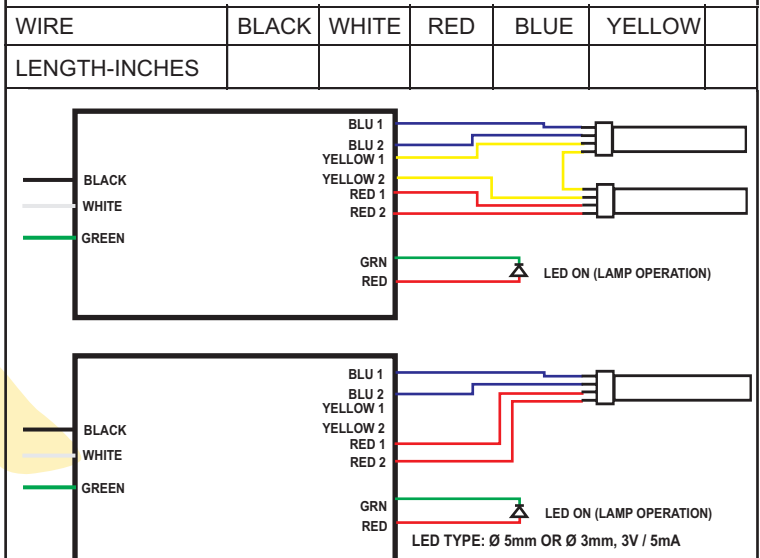 WIRE BLACK WHITE RED BLUE YELLOW
LENGTH-INCHES
BLU 1
BLU 2
YELLOW 1
BLACK YELLOW 2
RED 1
WHITE RED 2
GREEN
GRN
LED ON (LAMP OPERATION)
RED
BLU 1
BLU 2
YELLOW 1
BLACK YELLOW 2
RED 1
WHITE RED 2
GREEN
GRN
LED ON (LAMP OPERATION)
RED
LED TYPE: Ø 5mm OR Ø 3mm, 3V / 5mA